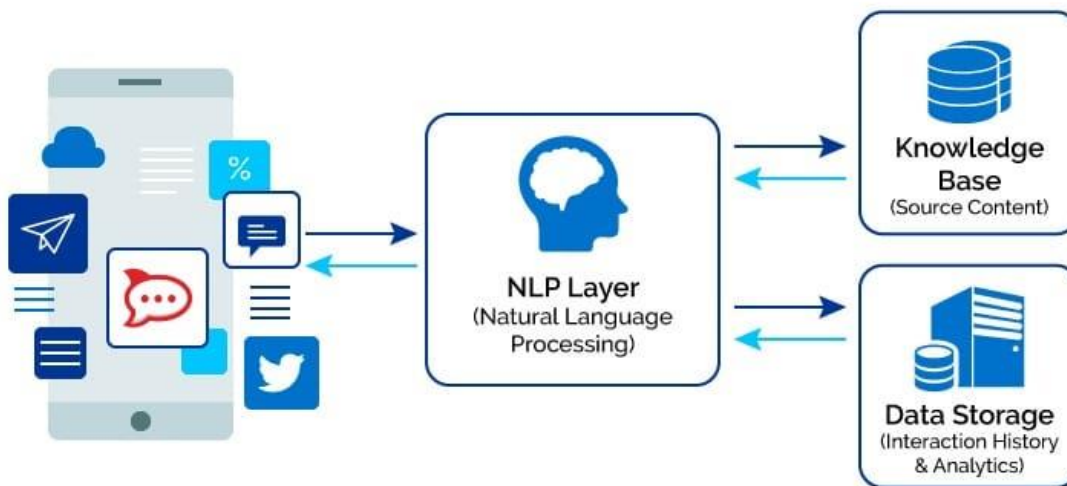 %
NLP Layer
(Natural Language
Processing)
Knowledge
Base
(Source Content)
Data Storage
(Interaction History
& Analytics)